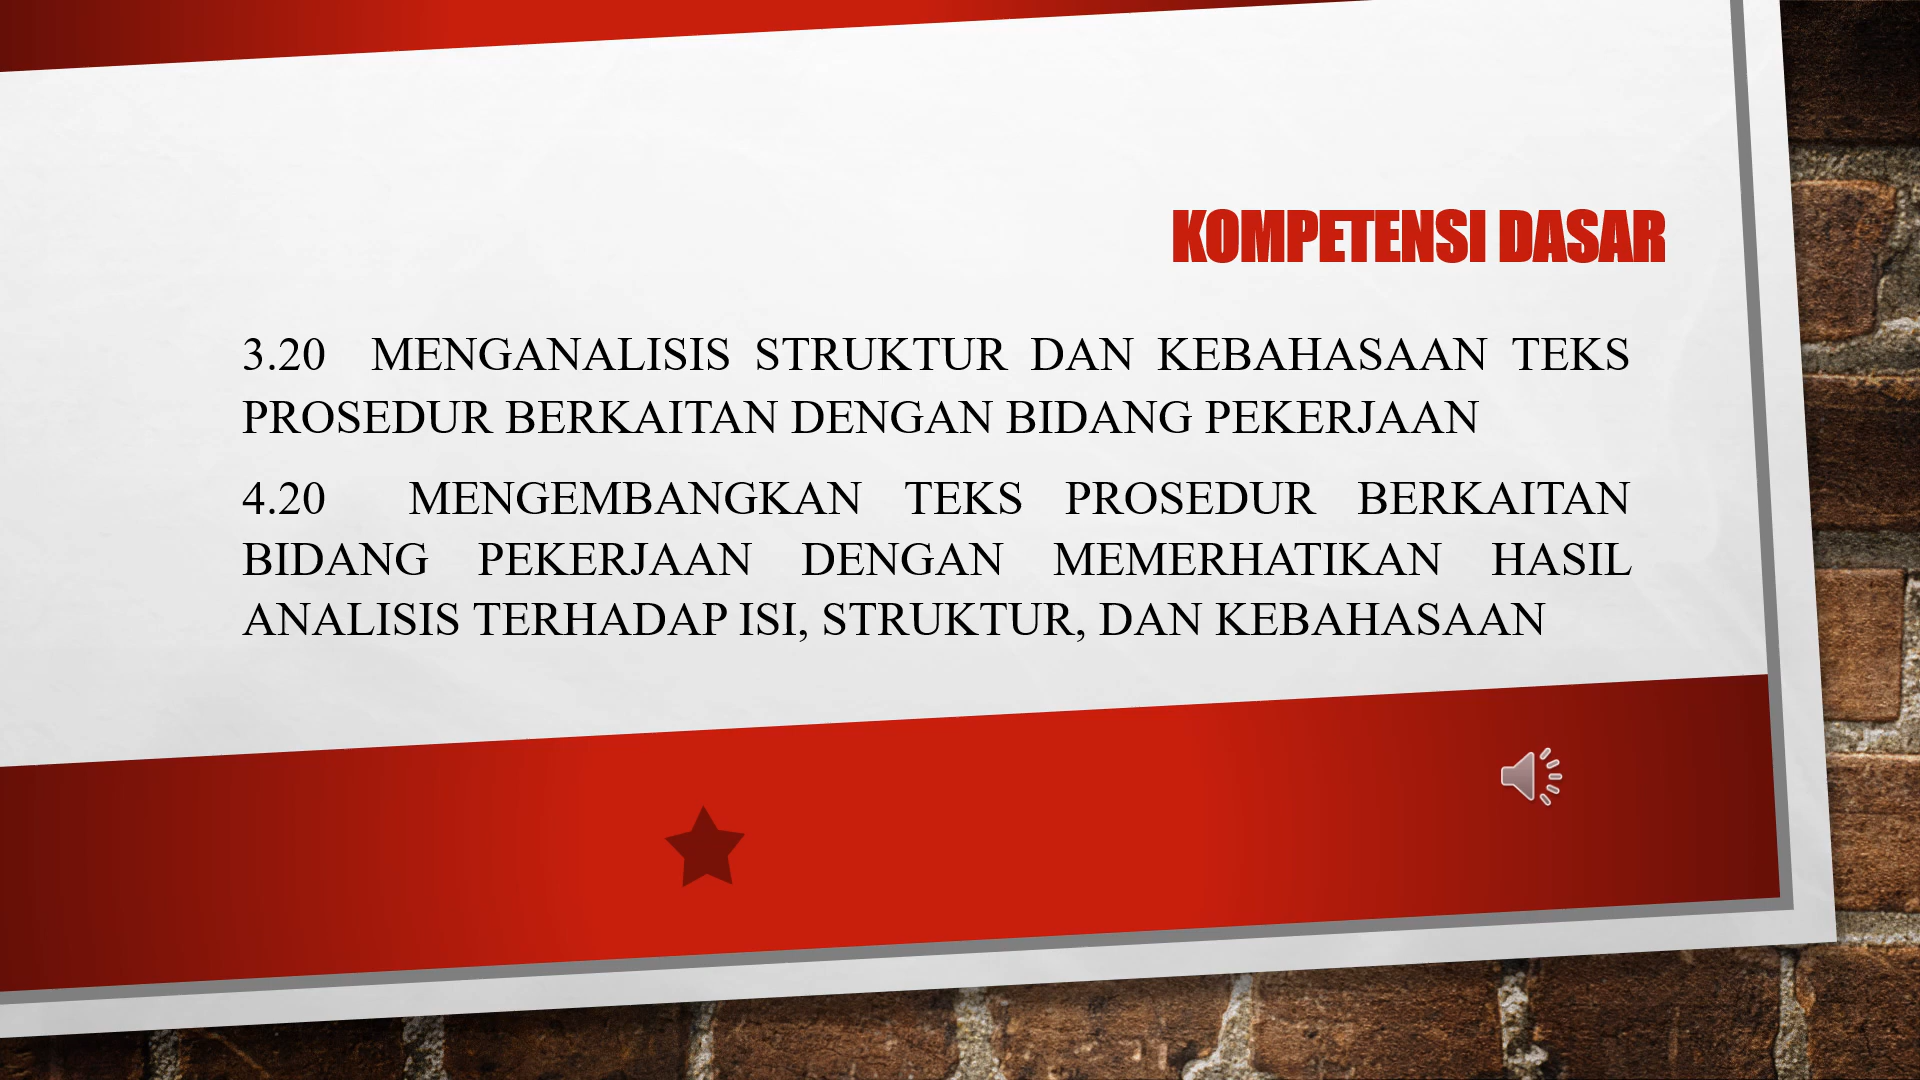 KOMPETENSI DASAR
3.20 MENGANALISIS STRUKTUR DAN KEBAHASAAN TEKS
PROSEDUR BERKAITAN DENGAN BIDANG PEKERJAAN
4.20 MENGEMBANGKAN TEKS PROSEDUR BERKAITAN
BIDANG PEKERJAAN DENGAN MEMERHATIKAN HASIL
ANALISIS TERHADAP ISI, STRUKTUR, DAN KEBAHASAAN